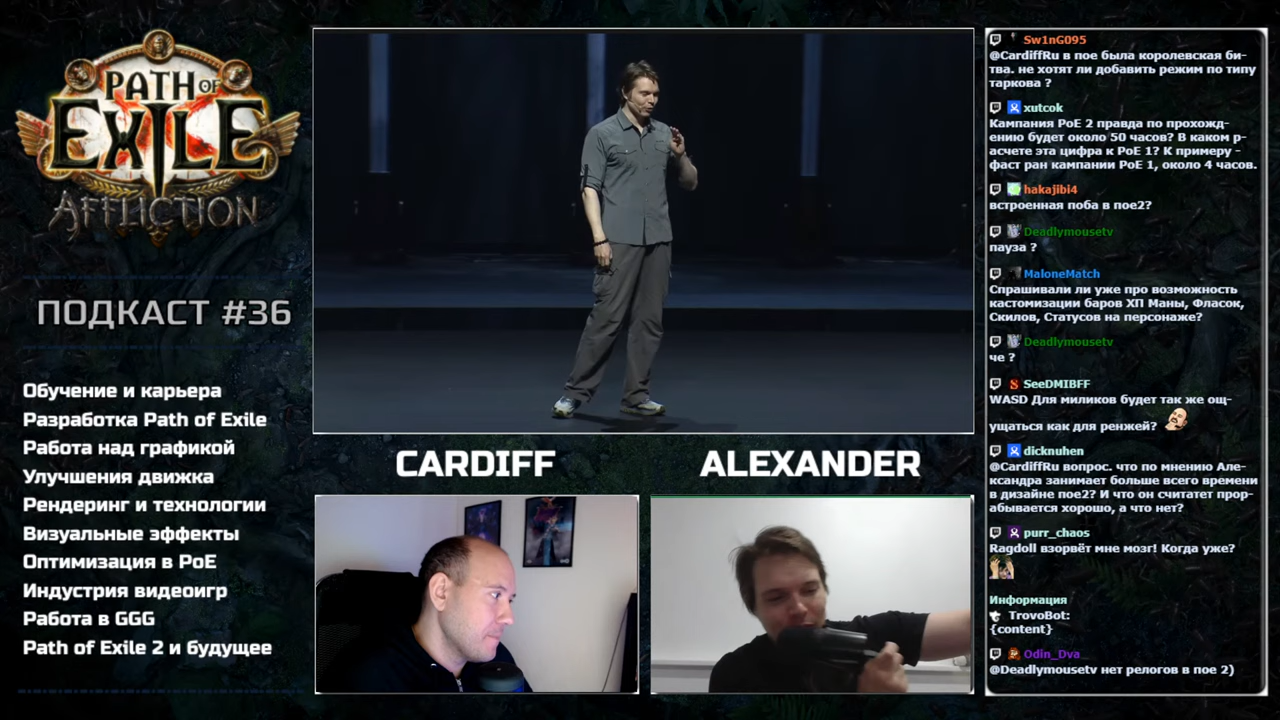 PATH OF
EXILE
AFFLICTION
ПОДКАСТ #36
Обучение и карьера
Разработка Path of Exile
Работа над графикой
Улучшения движка
Рендеринг и технологии
Визуальные эффекты
Оптимизация в PoE
Индустрия видеоигр
Работа в GGG
Path of Exile 2 и будущее
CARDIFF
ALEXANDER
Sw1nG095
@CardiffRu в пое была королевская би-
тва. не хотят ли добавить режим по типу
таркова ?
xutcok
Кампания PoE 2 правда по прохожд-
ению будет около 50 часов? В каком р-
асчете эта цифра к PoE 1? К примеру -
фаст ран кампании PoE 1, около 4 часов.
hakajibi4
встроенная поба в пое2?
Deadlymousetv
пауза ?
MaloneMatch
Спрашивали ли уже про возможность
кастомизации баров ХП Маны, Фласок,
Скилов, Статусов на персонаже?
Deadlymousetv
че ?
SeeDMIBFF
WASD Для миликов будет так же ощ-
ущаться как для ренжей?
dicknuhen
@CardiffRu вопрос. что по мнению Але-
ксандра занимает больше всего времени
в дизайне пое2? И что он считает прор-
абывается хорошо, а что нет?
purr_chaos
Ragdoll взорвёт мне мозг! Когда уже?
Информация
TrovoBot:
{content}
Odin_Dva
@Deadlymousetv нет релогов в пое 2)